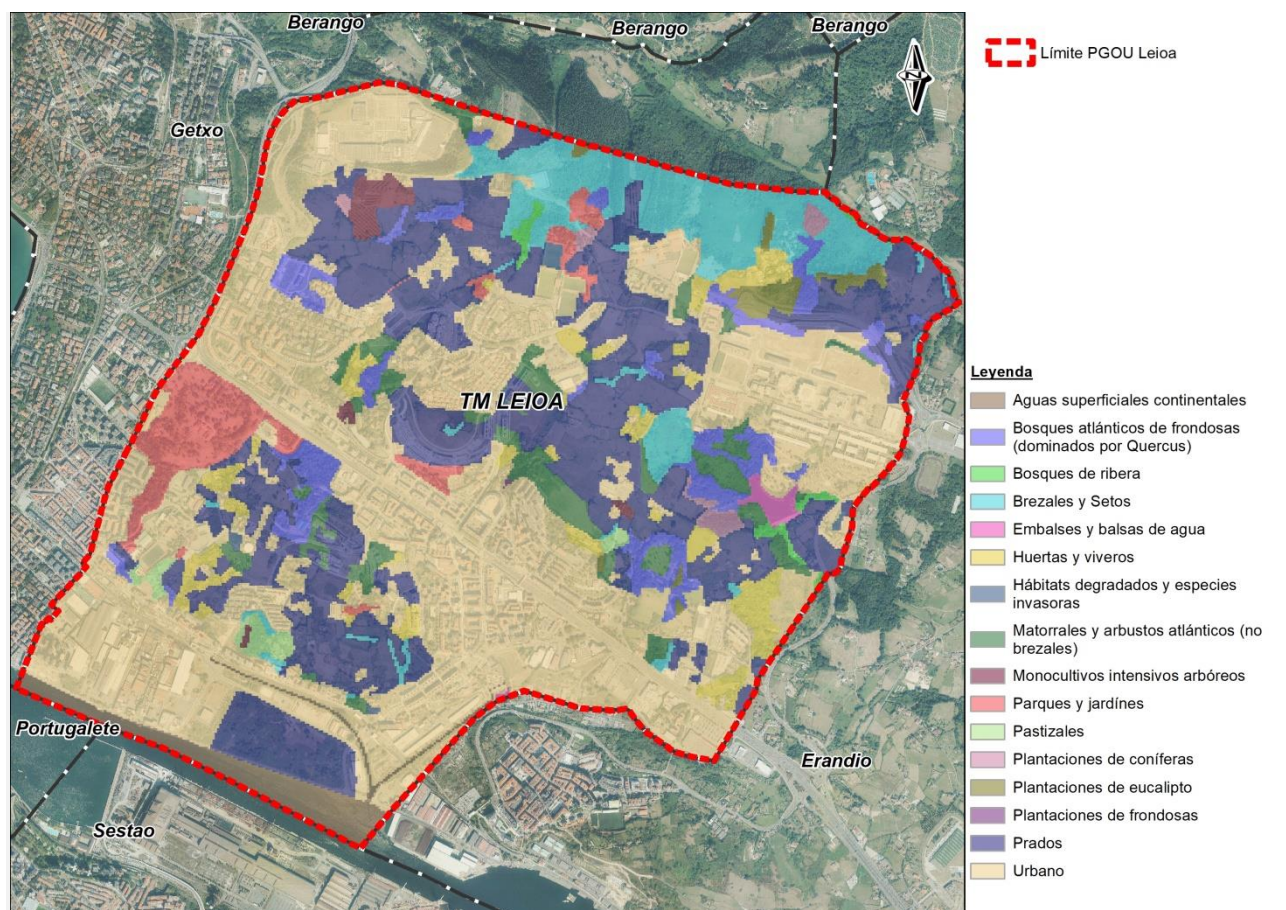 Berango
Berango
Berango
Límite PGOU Leioa
N
Getxo
TM LEIOA
Leyenda
Aguas superficiales continentales
Bosques atlánticos de frondosas
(dominados por Quercus)
Bosques de ribera
Brezales y Setos
Embalses y balsas de agua
Huertas y viveros
Hábitats degradados y especies
invasoras
Matorrales y arbustos atlánticos (no
brezales)
Monocultivos intensivos arbóreos
Parques y jardínes
Pastizales
Plantaciones de coníferas
Plantaciones de eucalipto
Plantaciones de frondosas
Prados
Urbano
Portugalete
Erandio
Sestao